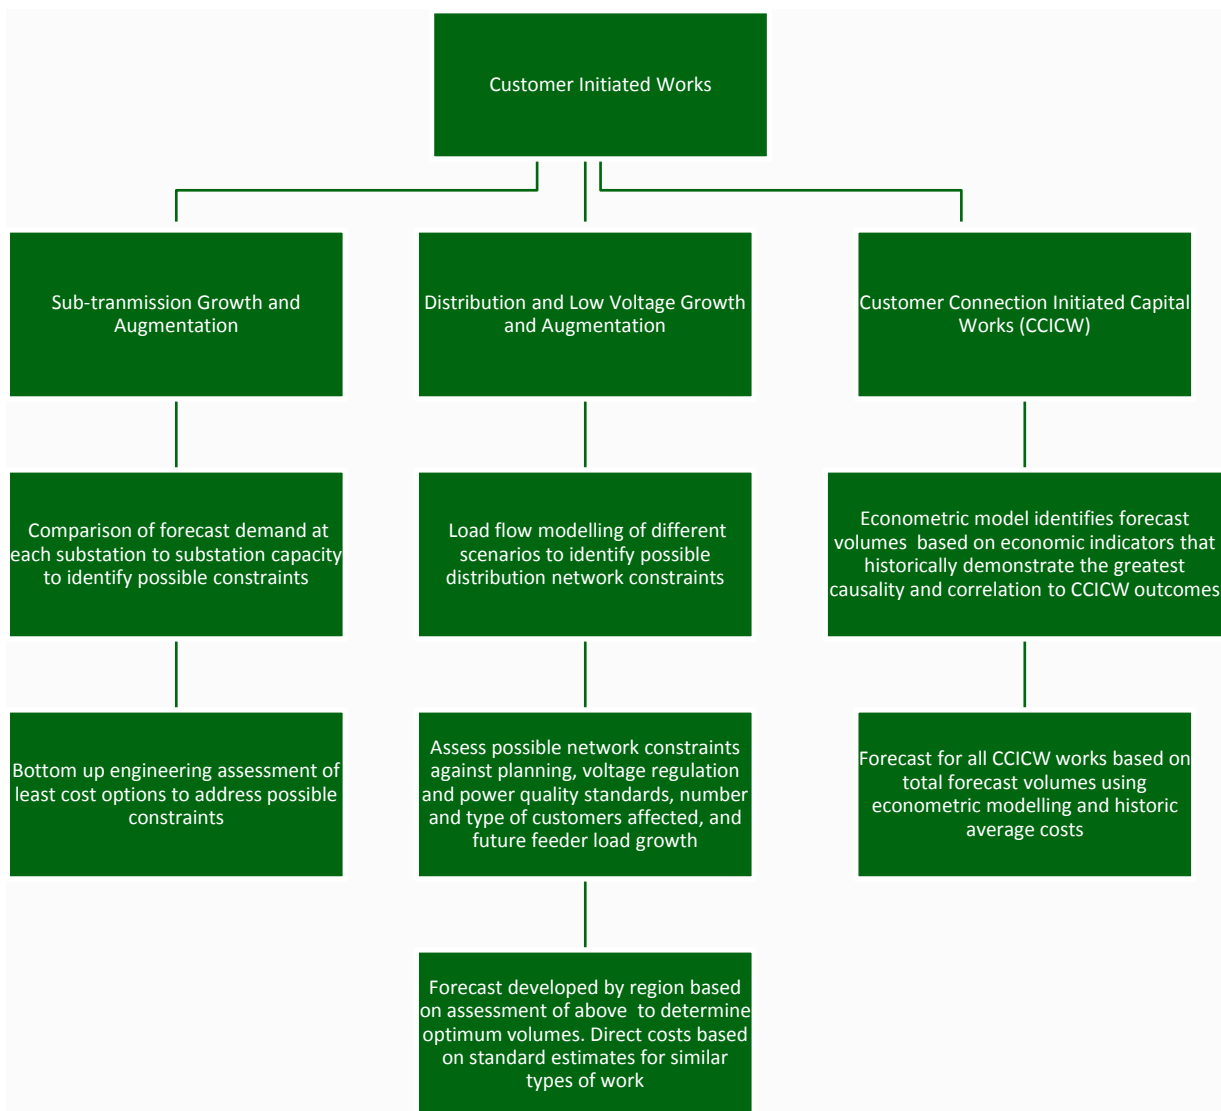 Customer Initiated Works
Sub-tranmission Growth and
Augmentation
Distribution and Low Voltage Growth
and Augmentation
Customer Connection Initiated Capital
Works (CCICW)
Comparison of forecast demand at
each substation to substation capacity
to identify possible constraints
Load flow modelling of different
scenarios to identify possible
distribution network constraints
Econometric model identifies forecast
volumes  based on economic indicators that
historically demonstrate the greatest
causality and correlation to CCICW outcomes
Bottom up engineering assessment of
least cost options to address possible
constraints
Assess possible network constraints
against planning, voltage regulation
and power quality standards, number
and type of customers affected, and
future feeder load growth
Forecast for all CCICW works based on
total forecast volumes using
econometric modelling and historic
average costs
Forecast developed by region based
on assessment of above  to determine
optimum volumes. Direct costs based
on standard estimates for similar
types of work